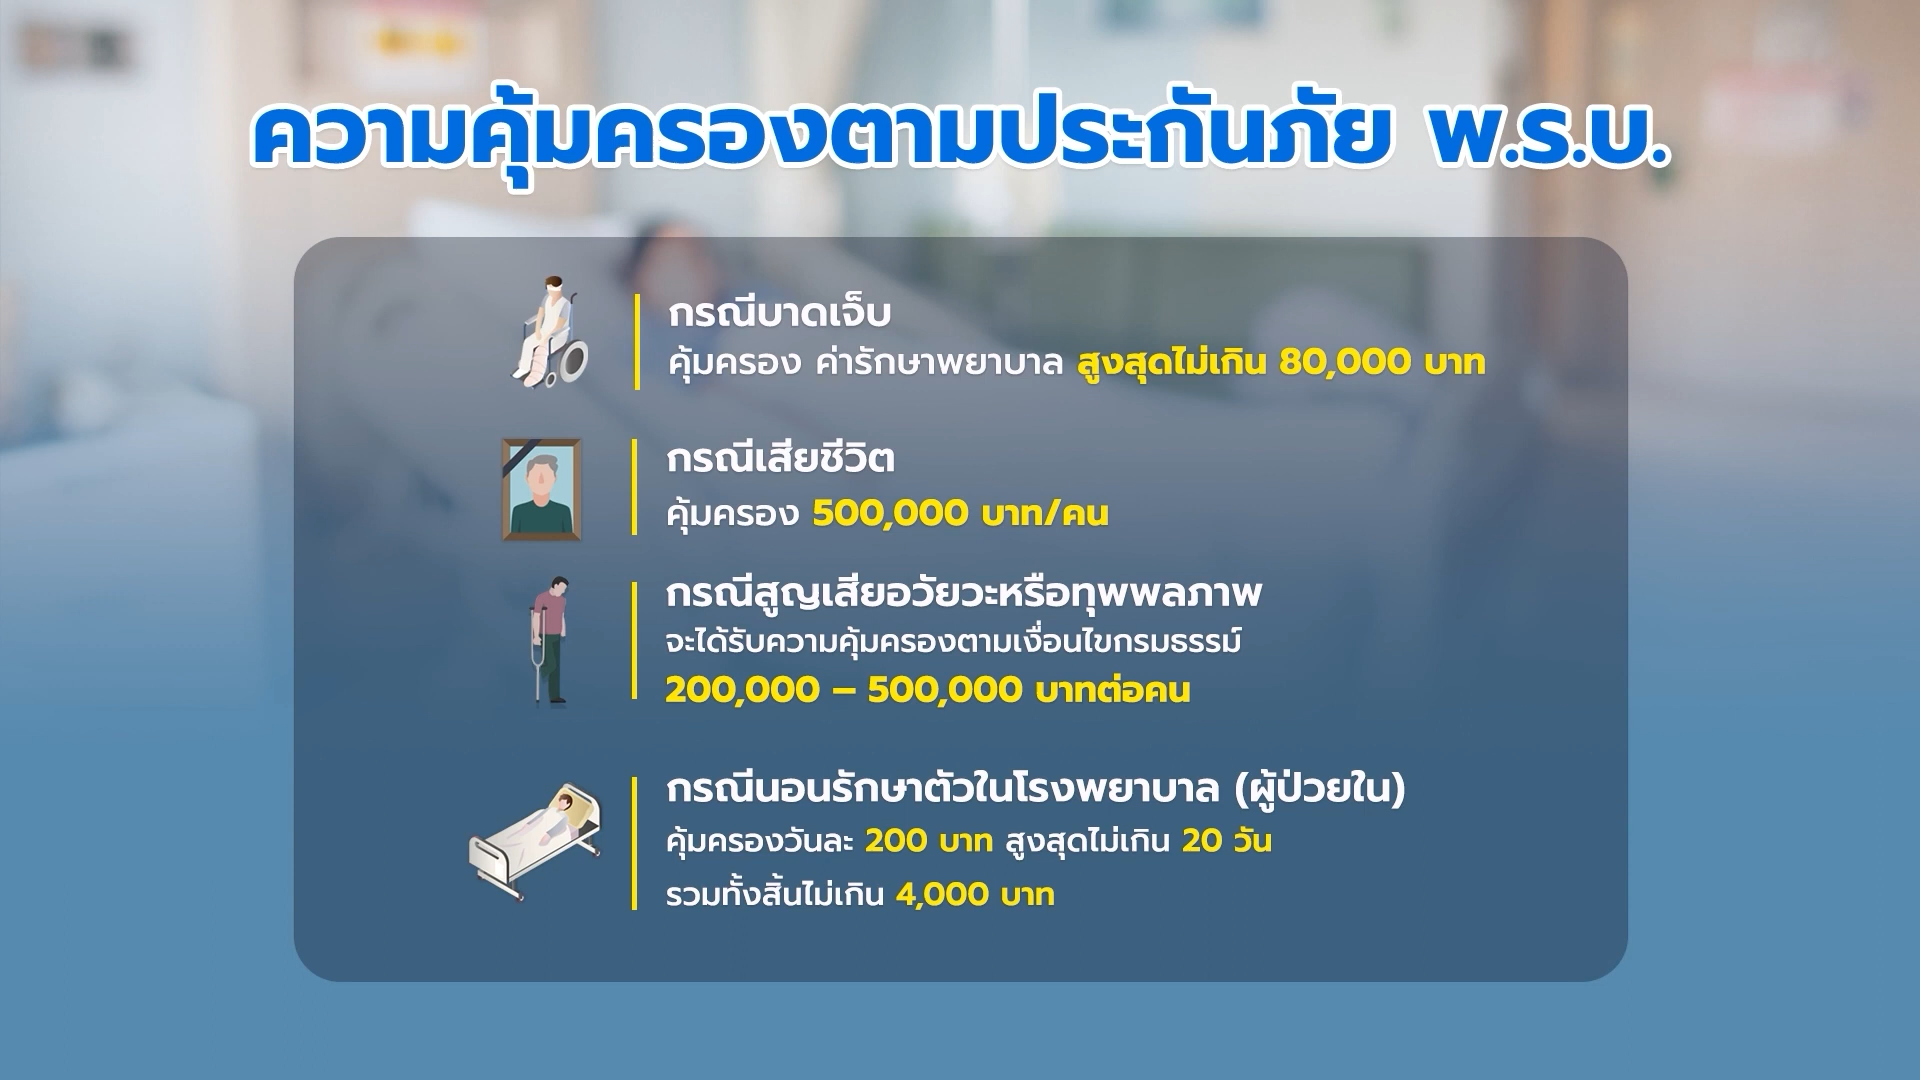 ความคุ้มครองตามประกันภัย พ.ร.บ.
กรณีบาดเจ็บ
คุ้มครอง ค่ารักษาพยาบาล สูงสุดไม่เกิน 80,000 บาท
กรณีเสียชีวิต
คุ้มครอง 500,000 บาท/คน
กรณีสูญเสียอวัยวะหรือทุพพลภาพ
จะได้รับความคุ้มครองตามเงื่อนไขกรมธรรม์
200,000 – 500,000 บาทต่อคน
กรณีนอนรักษาตัวในโรงพยาบาล (ผู้ป่วยใน)
คุ้มครองวันละ 200 บาท สูงสุดไม่เกิน 20 วัน
รวมทั้งสิ้นไม่เกิน 4,000 บาท